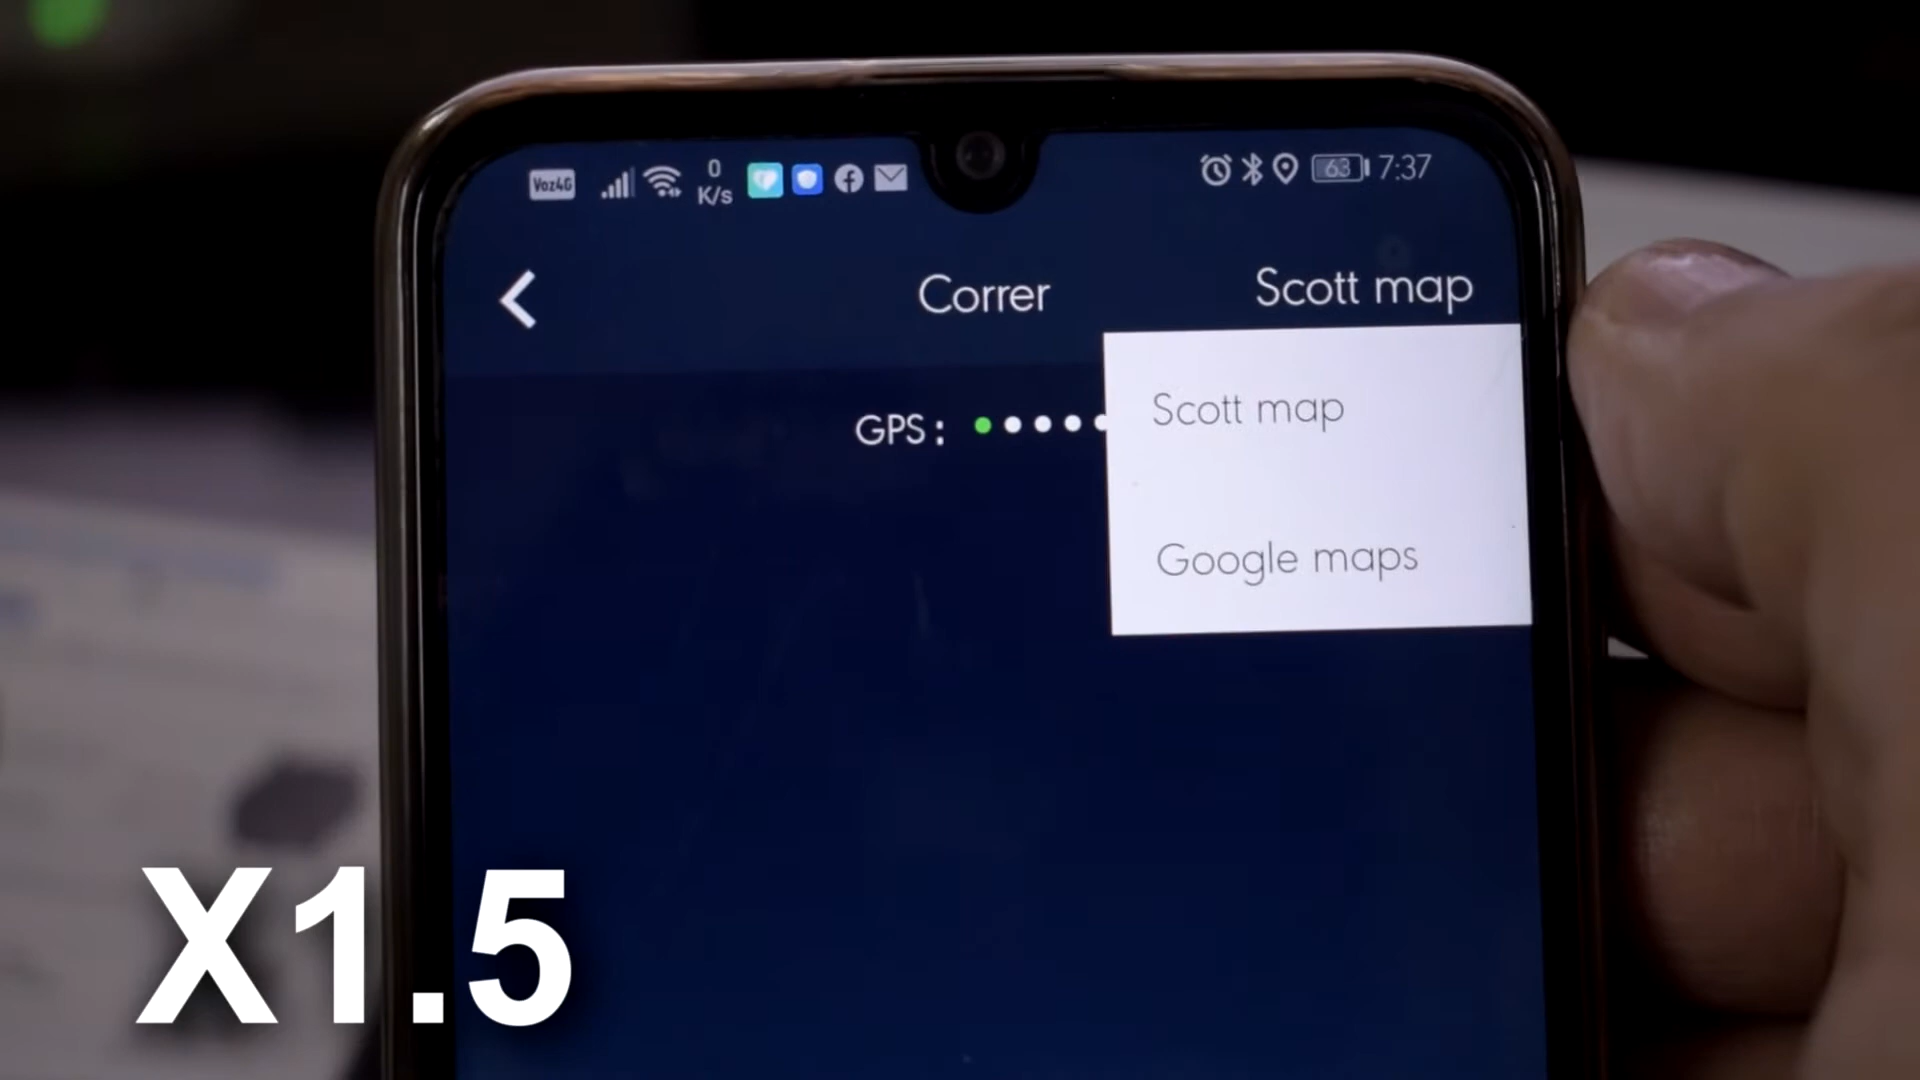 Voz4G 0 K/s 63 7:37
Correr Scott map
GPS :
Scott map
Google maps
X1.5